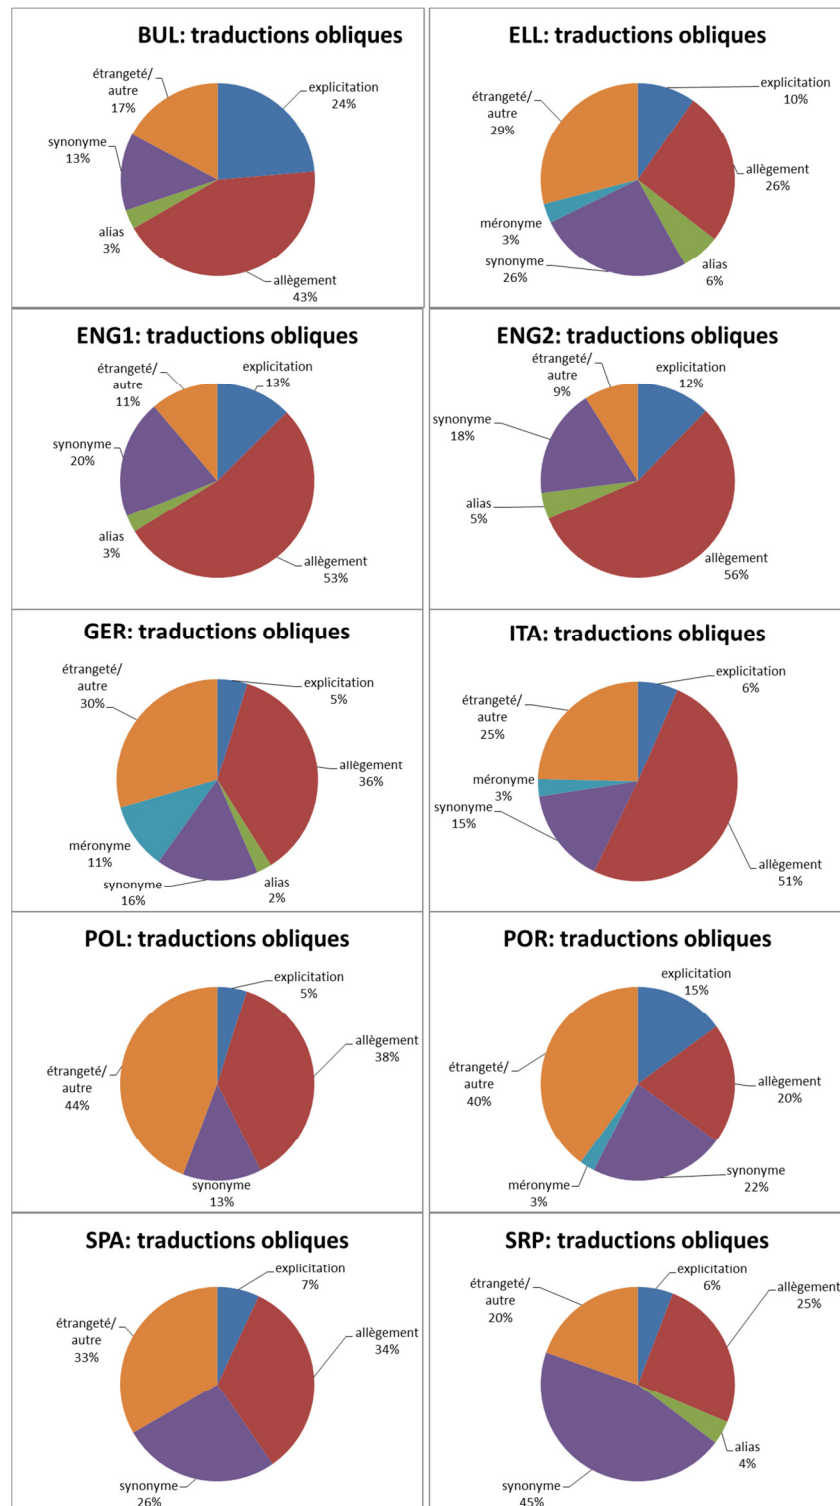 BUL: traductions obliques
étrangeté/
autre
17%
explicitation
24%
synonyme
13%
alias
3%
allègement
43%
ELL: traductions obliques
étrangeté/
autre
29%
explicitation
10%
allègement
26%
méronyme
3%
synonyme
26%
alias
6%
ENG1: traductions obliques
étrangeté/
autre
11%
explicitation
13%
synonyme
20%
alias
3%
allègement
53%
ENG2: traductions obliques
étrangeté/
autre
9%
explicitation
12%
synonyme
18%
alias
5%
allègement
56%
GER: traductions obliques
étrangeté/
autre
30%
explicitation
5%
allègement
36%
méronyme
11%
synonyme
16%
alias
2%
ITA: traductions obliques
étrangeté/
autre
25%
explicitation
6%
méronyme
3%
synonyme
15%
allègement
51%
POL: traductions obliques
explicitation
5%
allègement
38%
étrangeté/
autre
44%
synonyme
13%
POR: traductions obliques
explicitation
15%
étrangeté/
autre
40%
allègement
20%
méronyme
3%
synonyme
22%
SPA: traductions obliques
explicitation
7%
étrangeté/
autre
33%
allègement
34%
synonyme
26%
SRP: traductions obliques
étrangeté/
autre
20%
explicitation
6%
allègement
25%
alias
4%
synonyme
45%